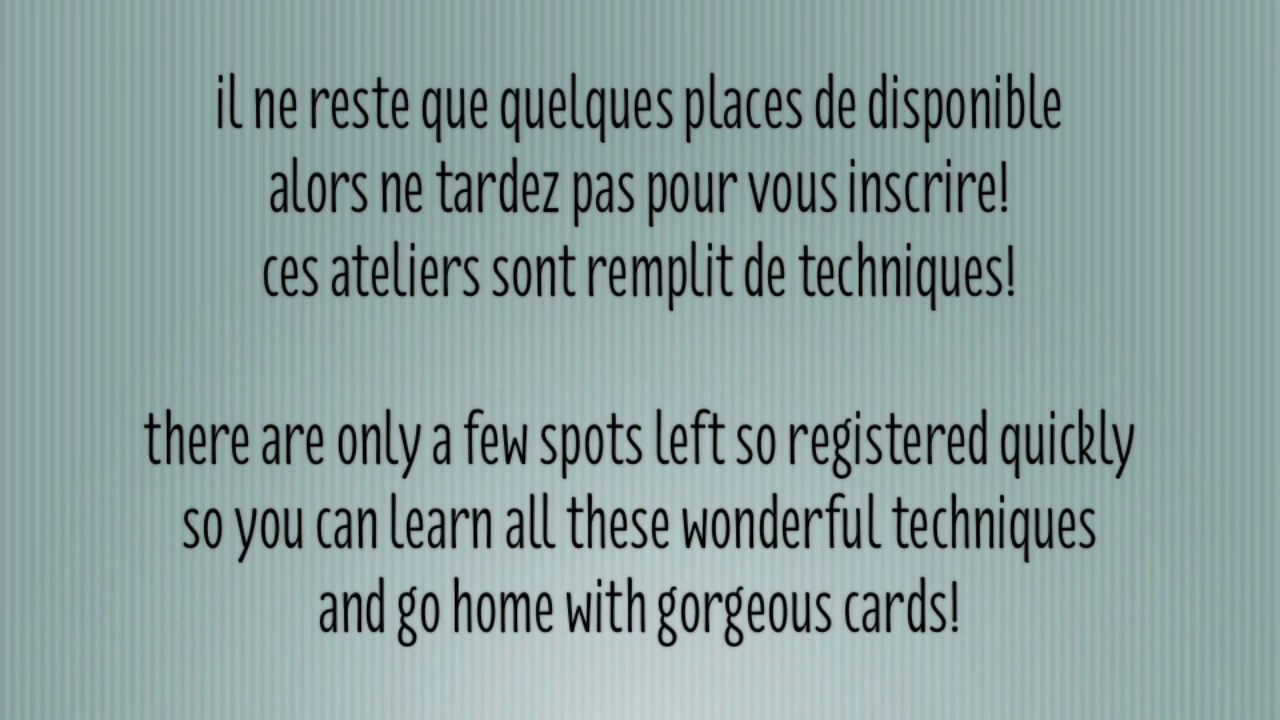 il ne reste que quelques places de disponible
alors ne tardez pas pour vous inscrire!
ces ateliers sont remplit de techniques!
there are only a few spots left so registered quickly
so you can learn all these wonderful techniques
and go home with gorgeous cards!